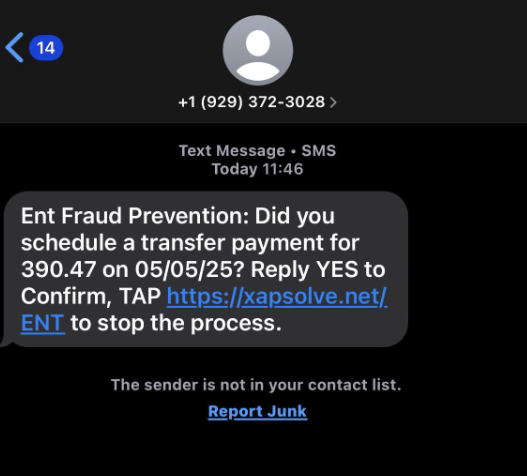 14
+1 (929) 372-3028 >
Text Message • SMS
Today 11:46
Ent Fraud Prevention: Did you
schedule a transfer payment for
390.47 on 05/05/25? Reply YES to
Confirm, TAP https://xapsolve.net/
ENT to stop the process.
The sender is not in your contact list.
Report Junk